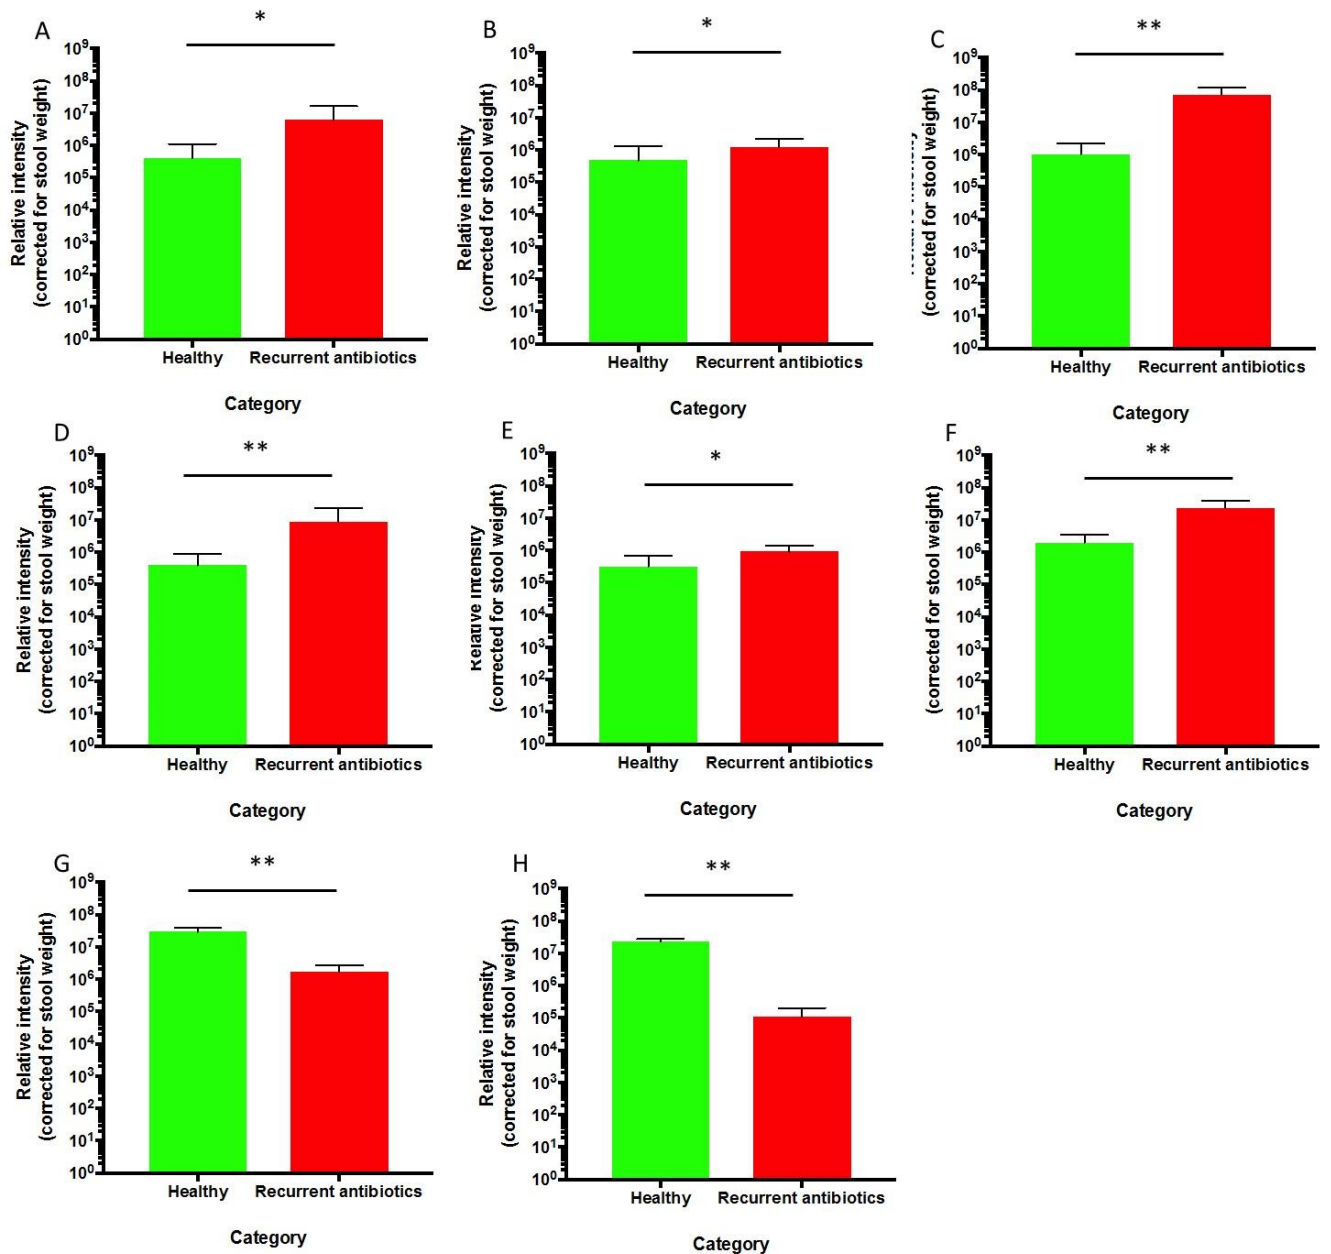 A
*
10⁹
10⁸
10⁷
10⁶
10⁵
10⁴
10³
10²
10¹
10⁰
Relative intensity
(corrected for stool weight)
Healthy Recurrent antibiotics
Category
B
*
10⁹
10⁸
10⁷
10⁶
10⁵
10⁴
10³
10²
10¹
10⁰
Relative intensity
(corrected for stool weight)
Healthy Recurrent antibiotics
Category
C
**
10⁹
10⁸
10⁷
10⁶
10⁵
10⁴
10³
10²
10¹
10⁰
(corrected for stool weight)
Healthy Recurrent antibiotics
Category
D
**
10⁹
10⁸
10⁷
10⁶
10⁵
10⁴
10³
10²
10¹
10⁰
Relative intensity
(corrected for stool weight)
Healthy Recurrent antibiotics
Category
E
*
10⁹
10⁸
10⁷
10⁶
10⁵
10⁴
10³
10²
10¹
10⁰
Relative intensity
(corrected for stool weight)
Healthy Recurrent antibiotics
Category
F
**
10⁹
10⁸
10⁷
10⁶
10⁵
10⁴
10³
10²
10¹
10⁰
(corrected for stool weight)
Healthy Recurrent antibiotics
Category
G
**
10⁹
10⁸
10⁷
10⁶
10⁵
10⁴
10³
10²
10¹
10⁰
Relative intensity
(corrected for stool weight)
Healthy Recurrent antibiotics
Category
H
**
10⁹
10⁸
10⁷
10⁶
10⁵
10⁴
10³
10²
10¹
10⁰
Relative intensity
(corrected for stool weight)
Healthy Recurrent antibiotics
Category